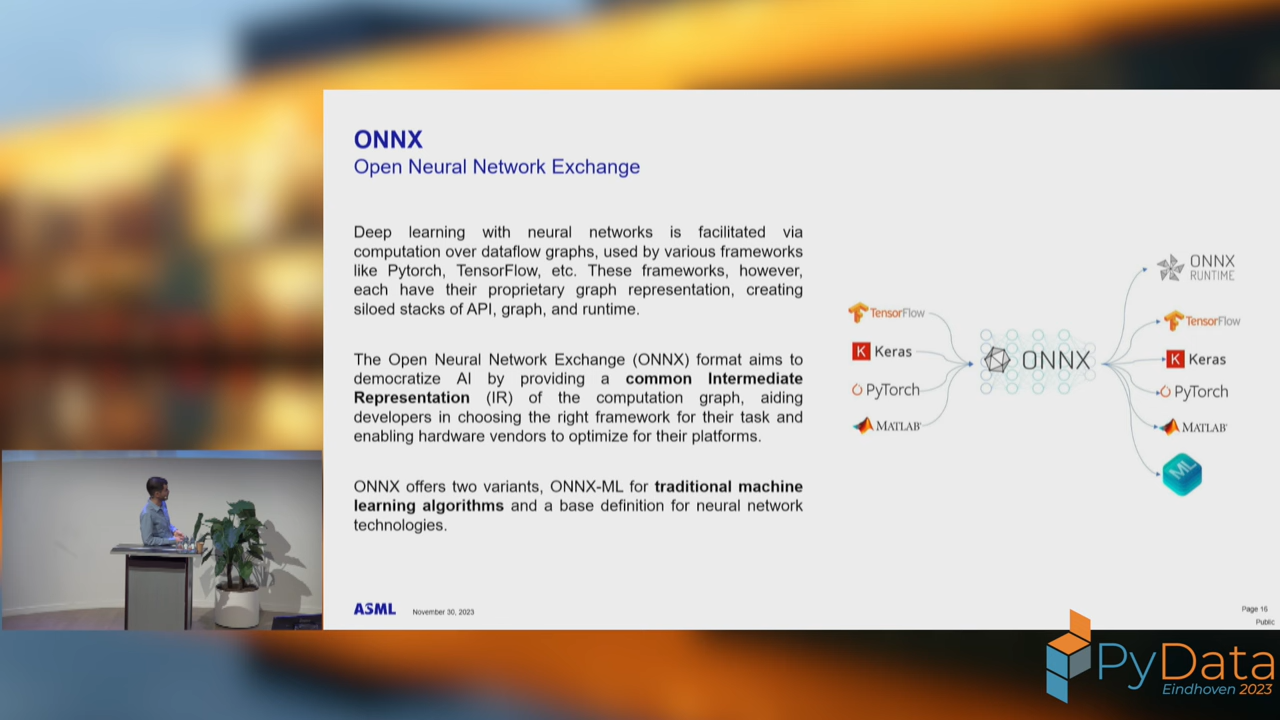 ONNX
Open Neural Network Exchange
Deep learning with neural networks is facilitated via
computation over dataflow graphs, used by various frameworks
like Pytorch, TensorFlow, etc. These frameworks, however,
each have their proprietary graph representation, creating
siloed stacks of API, graph, and runtime.
The Open Neural Network Exchange (ONNX) format aims to
democratize AI by providing a common Intermediate
Representation (IR) of the computation graph, aiding
developers in choosing the right framework for their task and
enabling hardware vendors to optimize for their platforms.
ONNX offers two variants, ONNX-ML for traditional machine
learning algorithms and a base definition for neural network
technologies.
TensorFlow
K Keras
PyTorch
MATLAB
ONNX
ONNX
RUNTIME
TensorFlow
K Keras
PyTorch
MATLAB
ML
ASML
November 30, 2023
Page 16
Public
PyData
Eindhoven 2023